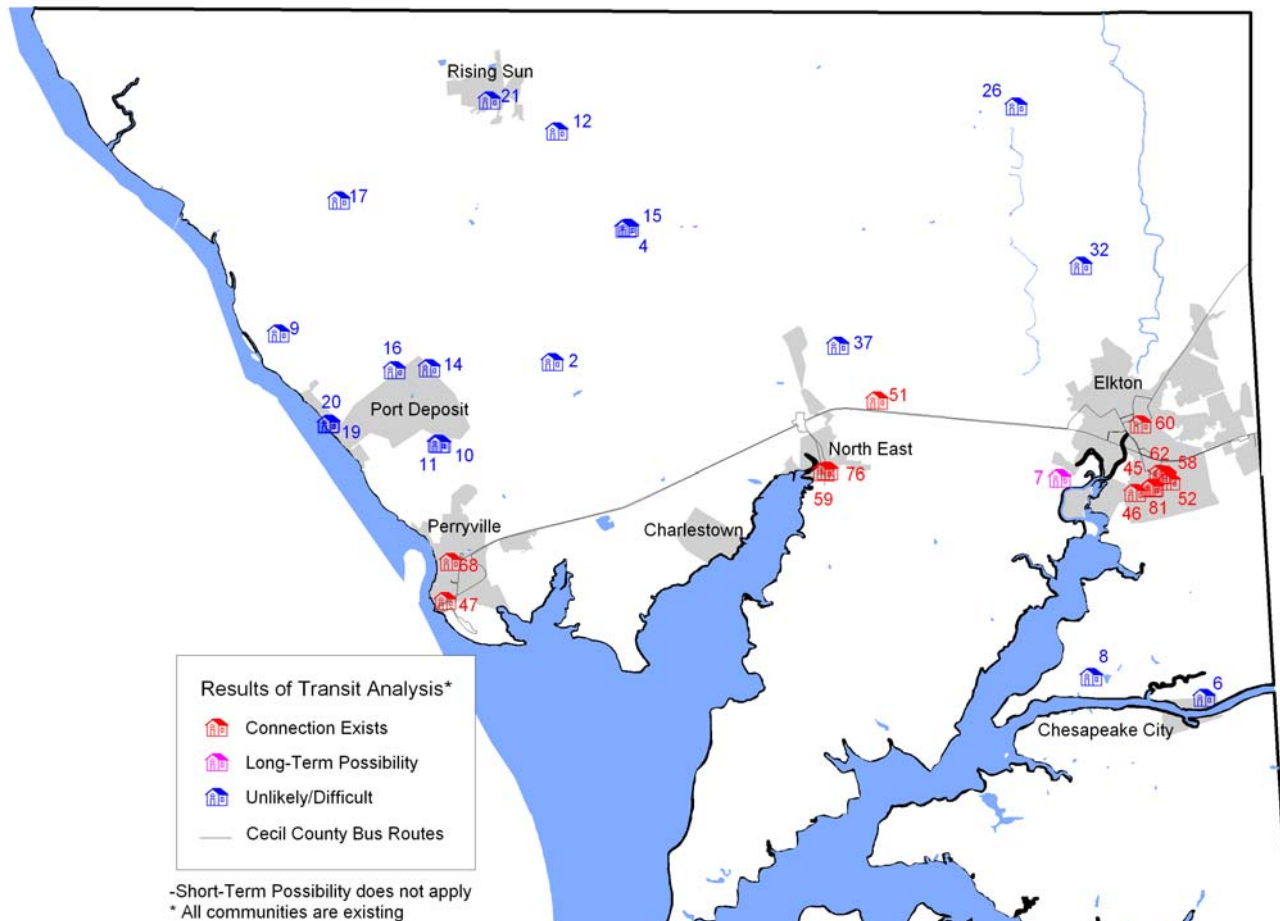 Rising Sun
21
26
12
17
15
4
32
9
37
16
14
2
Elkton
51
20
Port Deposit
60
19
North East
11
10
62
45
58
76
7
59
46
81
52
Perryville
Charlestown
68
47
8
6
Chesapeake City
Results of Transit Analysis*
Connection Exists
Long-Term Possibility
Unlikely/Difficult
Cecil County Bus Routes
-Short-Term Possibility does not apply
* All communities are existing